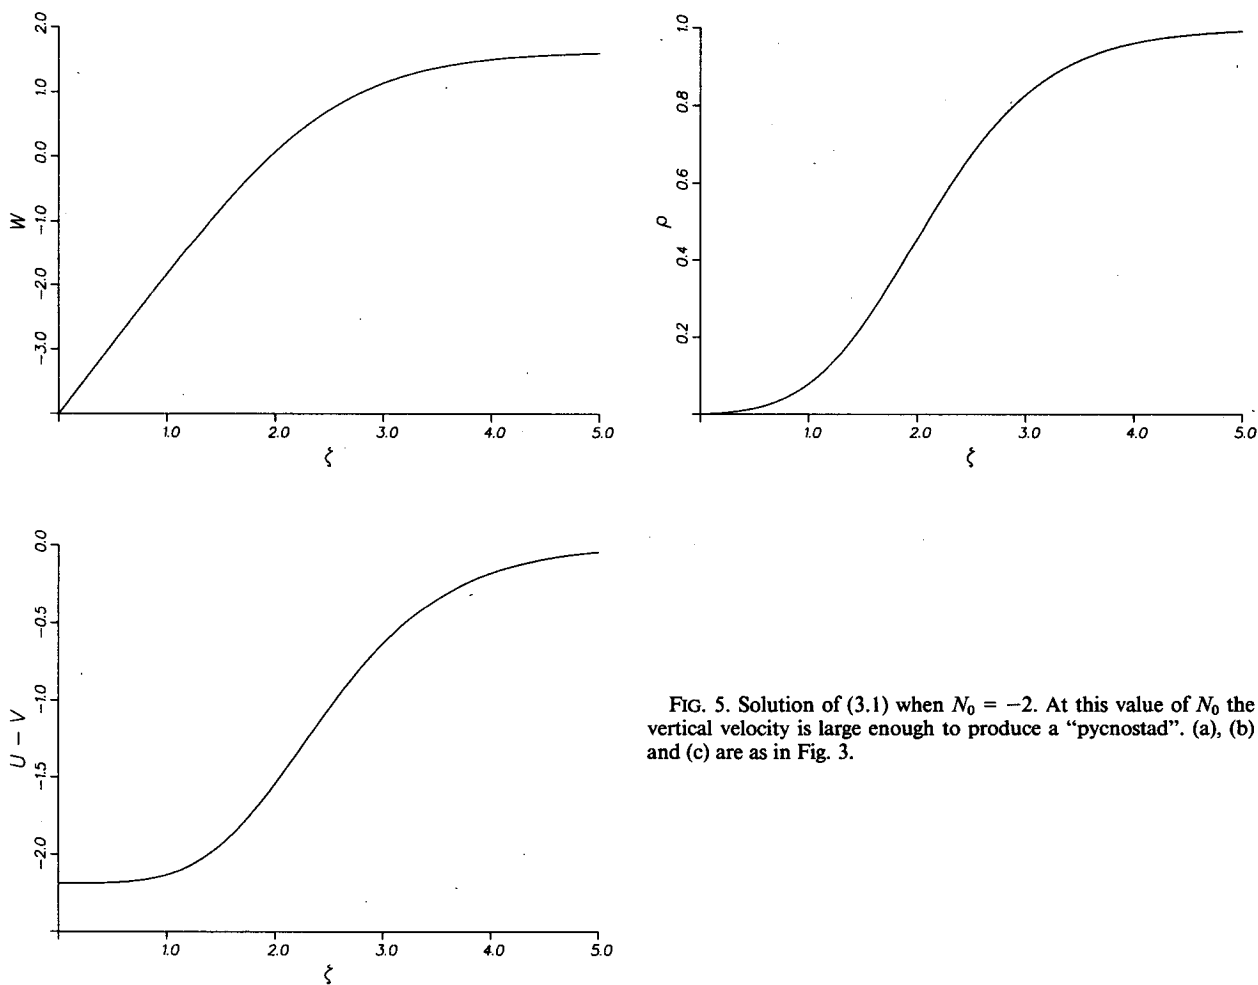 2.0
1.0
0.0
-1.0
-2.0
-3.0
W
1.0 2.0 3.0 4.0 5.0
ζ
1.0
0.8
0.6
0.4
0.2
ρ
1.0 2.0 3.0 4.0 5.0
ζ
0.0
-0.5
-1.0
-1.5
-2.0
U - V
1.0 2.0 3.0 4.0 5.0
ζ
FIG. 5. Solution of (3.1) when N₀ = −2. At this value of N₀ the
vertical velocity is large enough to produce a “pycnostad”. (a), (b)
and (c) are as in Fig. 3.